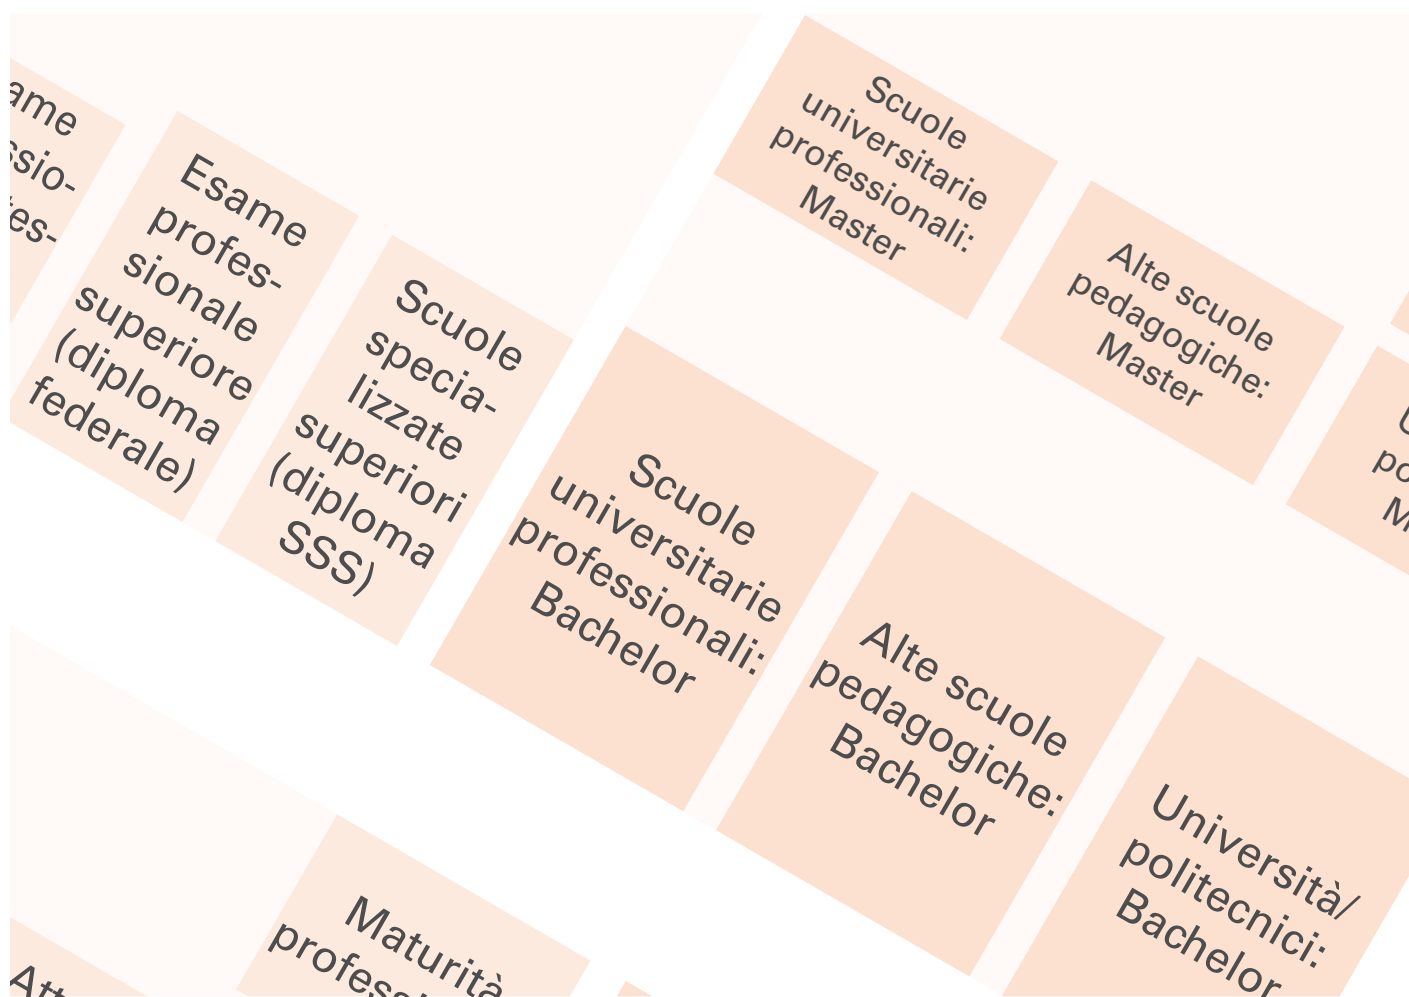 Esame
profes-
sionale
superiore
(diploma
federale)
Scuole
specia-
lizzate
superiori
(diploma
SSS)
Scuole
universitarie
professionali:
Master
Alte scuole
pedagogiche:
Master
Scuole
universitarie
professionali:
Bachelor
Alte scuole
pedagogiche:
Bachelor
Università/
politecnici:
Bachelor
Maturità